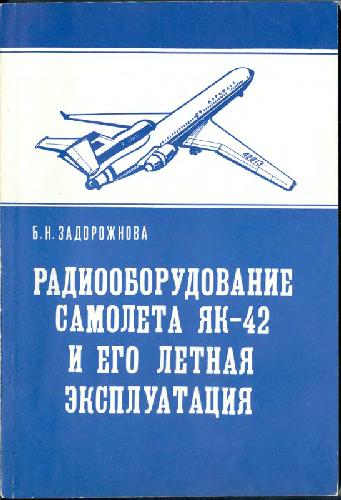 Б.Н. ЗАДОРОЖНОВА
РАДИООБОРУДОВАНИЕ
САМОЛЕТА ЯК-42
И ЕГО ЛЕТНАЯ
ЭКСПЛУАТАЦИЯ